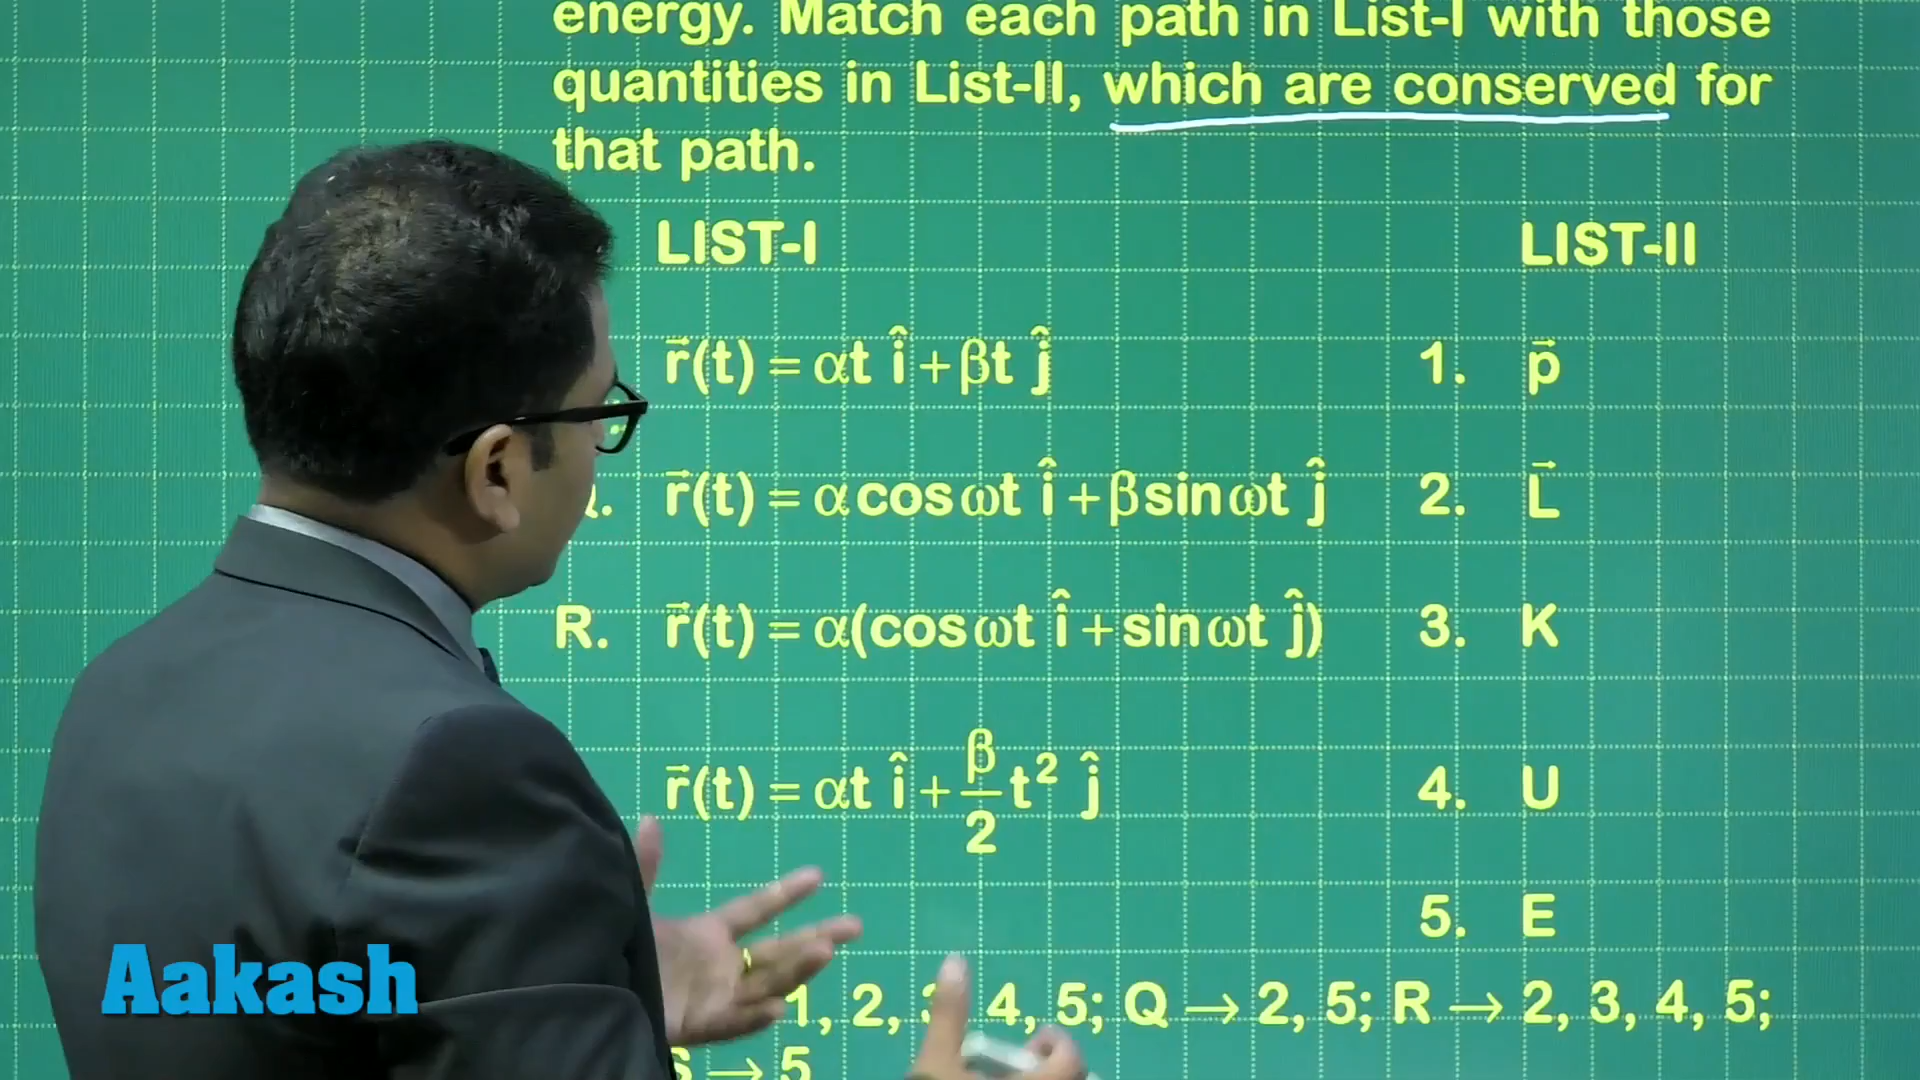 energy. Match each path in List-I with those
quantities in List-II, which are conserved for
that path.
LIST-I LIST-II
r⃗(t) = αt î + βt ĵ 1. p⃗
r⃗(t) = α cos ωt î + β sin ωt ĵ 2. L⃗
R. r⃗(t) = α(cos ωt î + sin ωt ĵ) 3. K
r⃗(t) = αt î + β/2 t² ĵ 4. U
5. E
1, 2, 4, 5; Q → 2, 5; R → 2, 3, 4, 5;
→ 5
Aakash